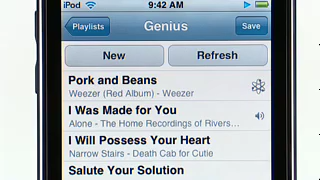 iPod 9:42 AM
Playlists Genius Save
New Refresh
Pork and Beans
Weezer (Red Album) - Weezer
I Was Made for You
Alone - The Home Recordings of Rivers...
I Will Possess Your Heart
Narrow Stairs - Death Cab for Cutie
Salute Your Solution